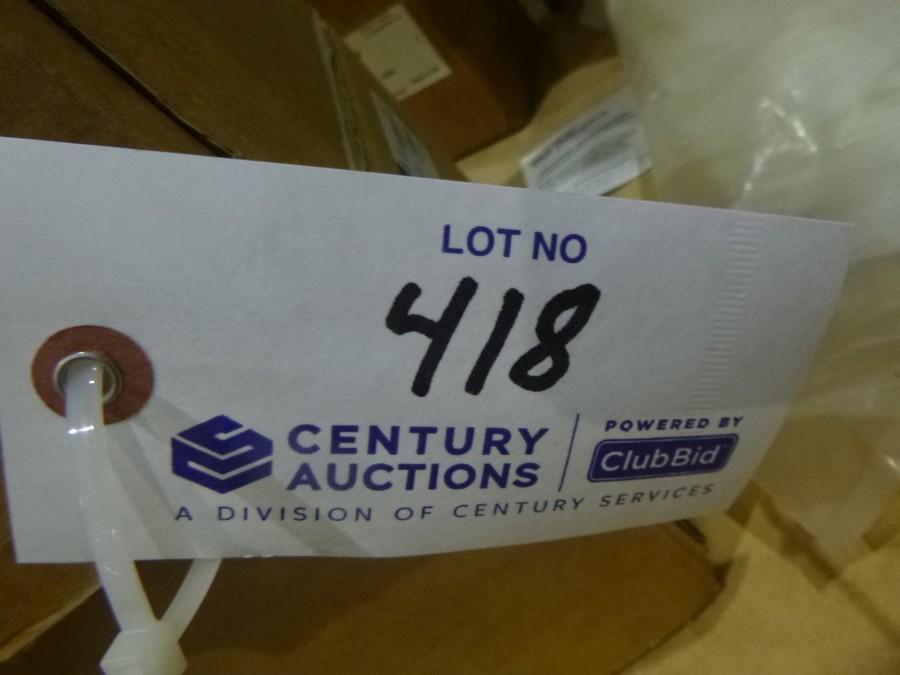 LOT NO
418
CENTURY
AUCTIONS
POWERED BY
ClubBid
A DIVISION OF CENTURY SERVICES